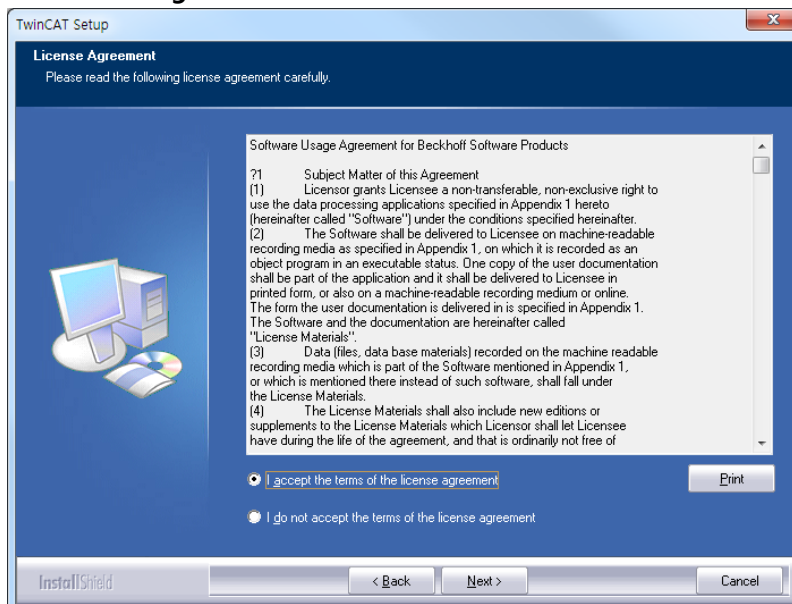 TwinCAT Setup
License Agreement
Please read the following license agreement carefully.
Software Usage Agreement for Beckhoff Software Products
?1 Subject Matter of this Agreement
(1) Licensor grants Licensee a non-transferable, non-exclusive right to
use the data processing applications specified in Appendix 1 hereto
(hereinafter called "Software") under the conditions specified hereinafter.
(2) The Software shall be delivered to Licensee on machine-readable
recording media as specified in Appendix 1, on which it is recorded as an
object program in an executable status. One copy of the user documentation
shall be part of the application and it shall be delivered to Licensee in
printed form, or also on a machine-readable recording medium or online.
The form the user documentation is delivered in is specified in Appendix 1.
The Software and the documentation are hereinafter called
"License Materials".
(3) Data (files, data base materials) recorded on the machine readable
recording media which is part of the Software mentioned in Appendix 1,
or which is mentioned there instead of such software, shall fall under
the License Materials.
(4) The License Materials shall also include new editions or
supplements to the License Materials which Licensor shall let Licensee
have during the life of the agreement, and that is ordinarily not free of
I accept the terms of the license agreement
Print
I do not accept the terms of the license agreement
InstallShield
< Back
Next >
Cancel